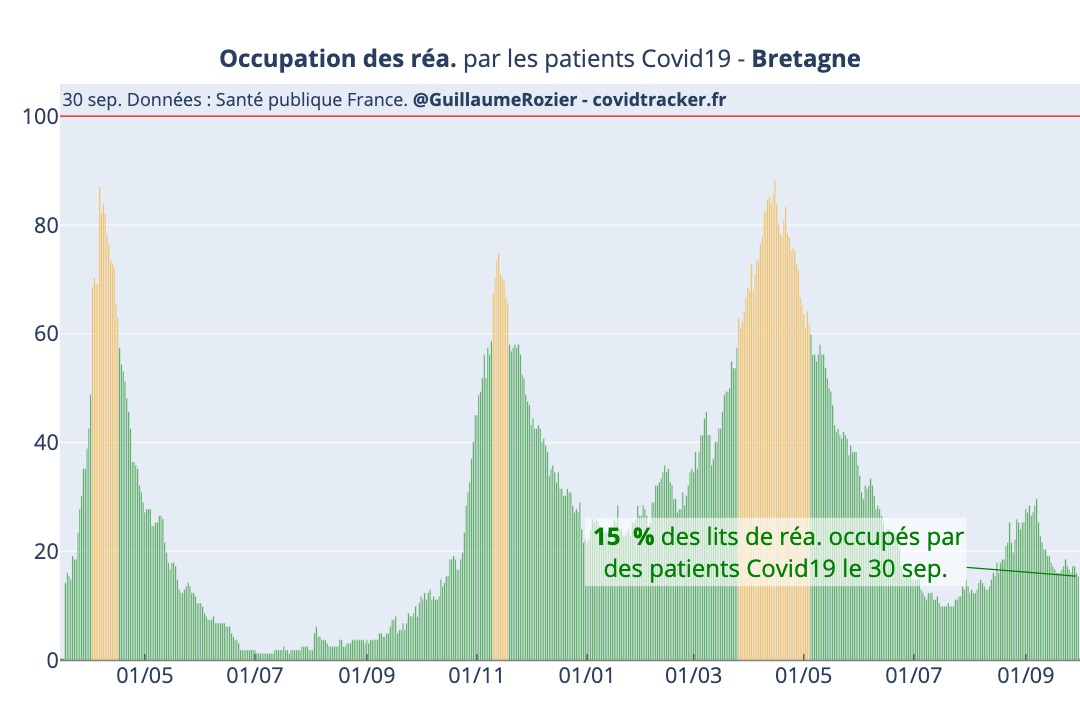 Occupation des réa. par les patients Covid19 - Bretagne
30 sep. Données : Santé publique France. @GuillaumeRozier - covidtracker.fr
100
80
60
40
20
0
15 % des lits de réa. occupés par
des patients Covid19 le 30 sep.
01/05 01/07 01/09 01/11 01/01 01/03 01/05 01/07 01/09